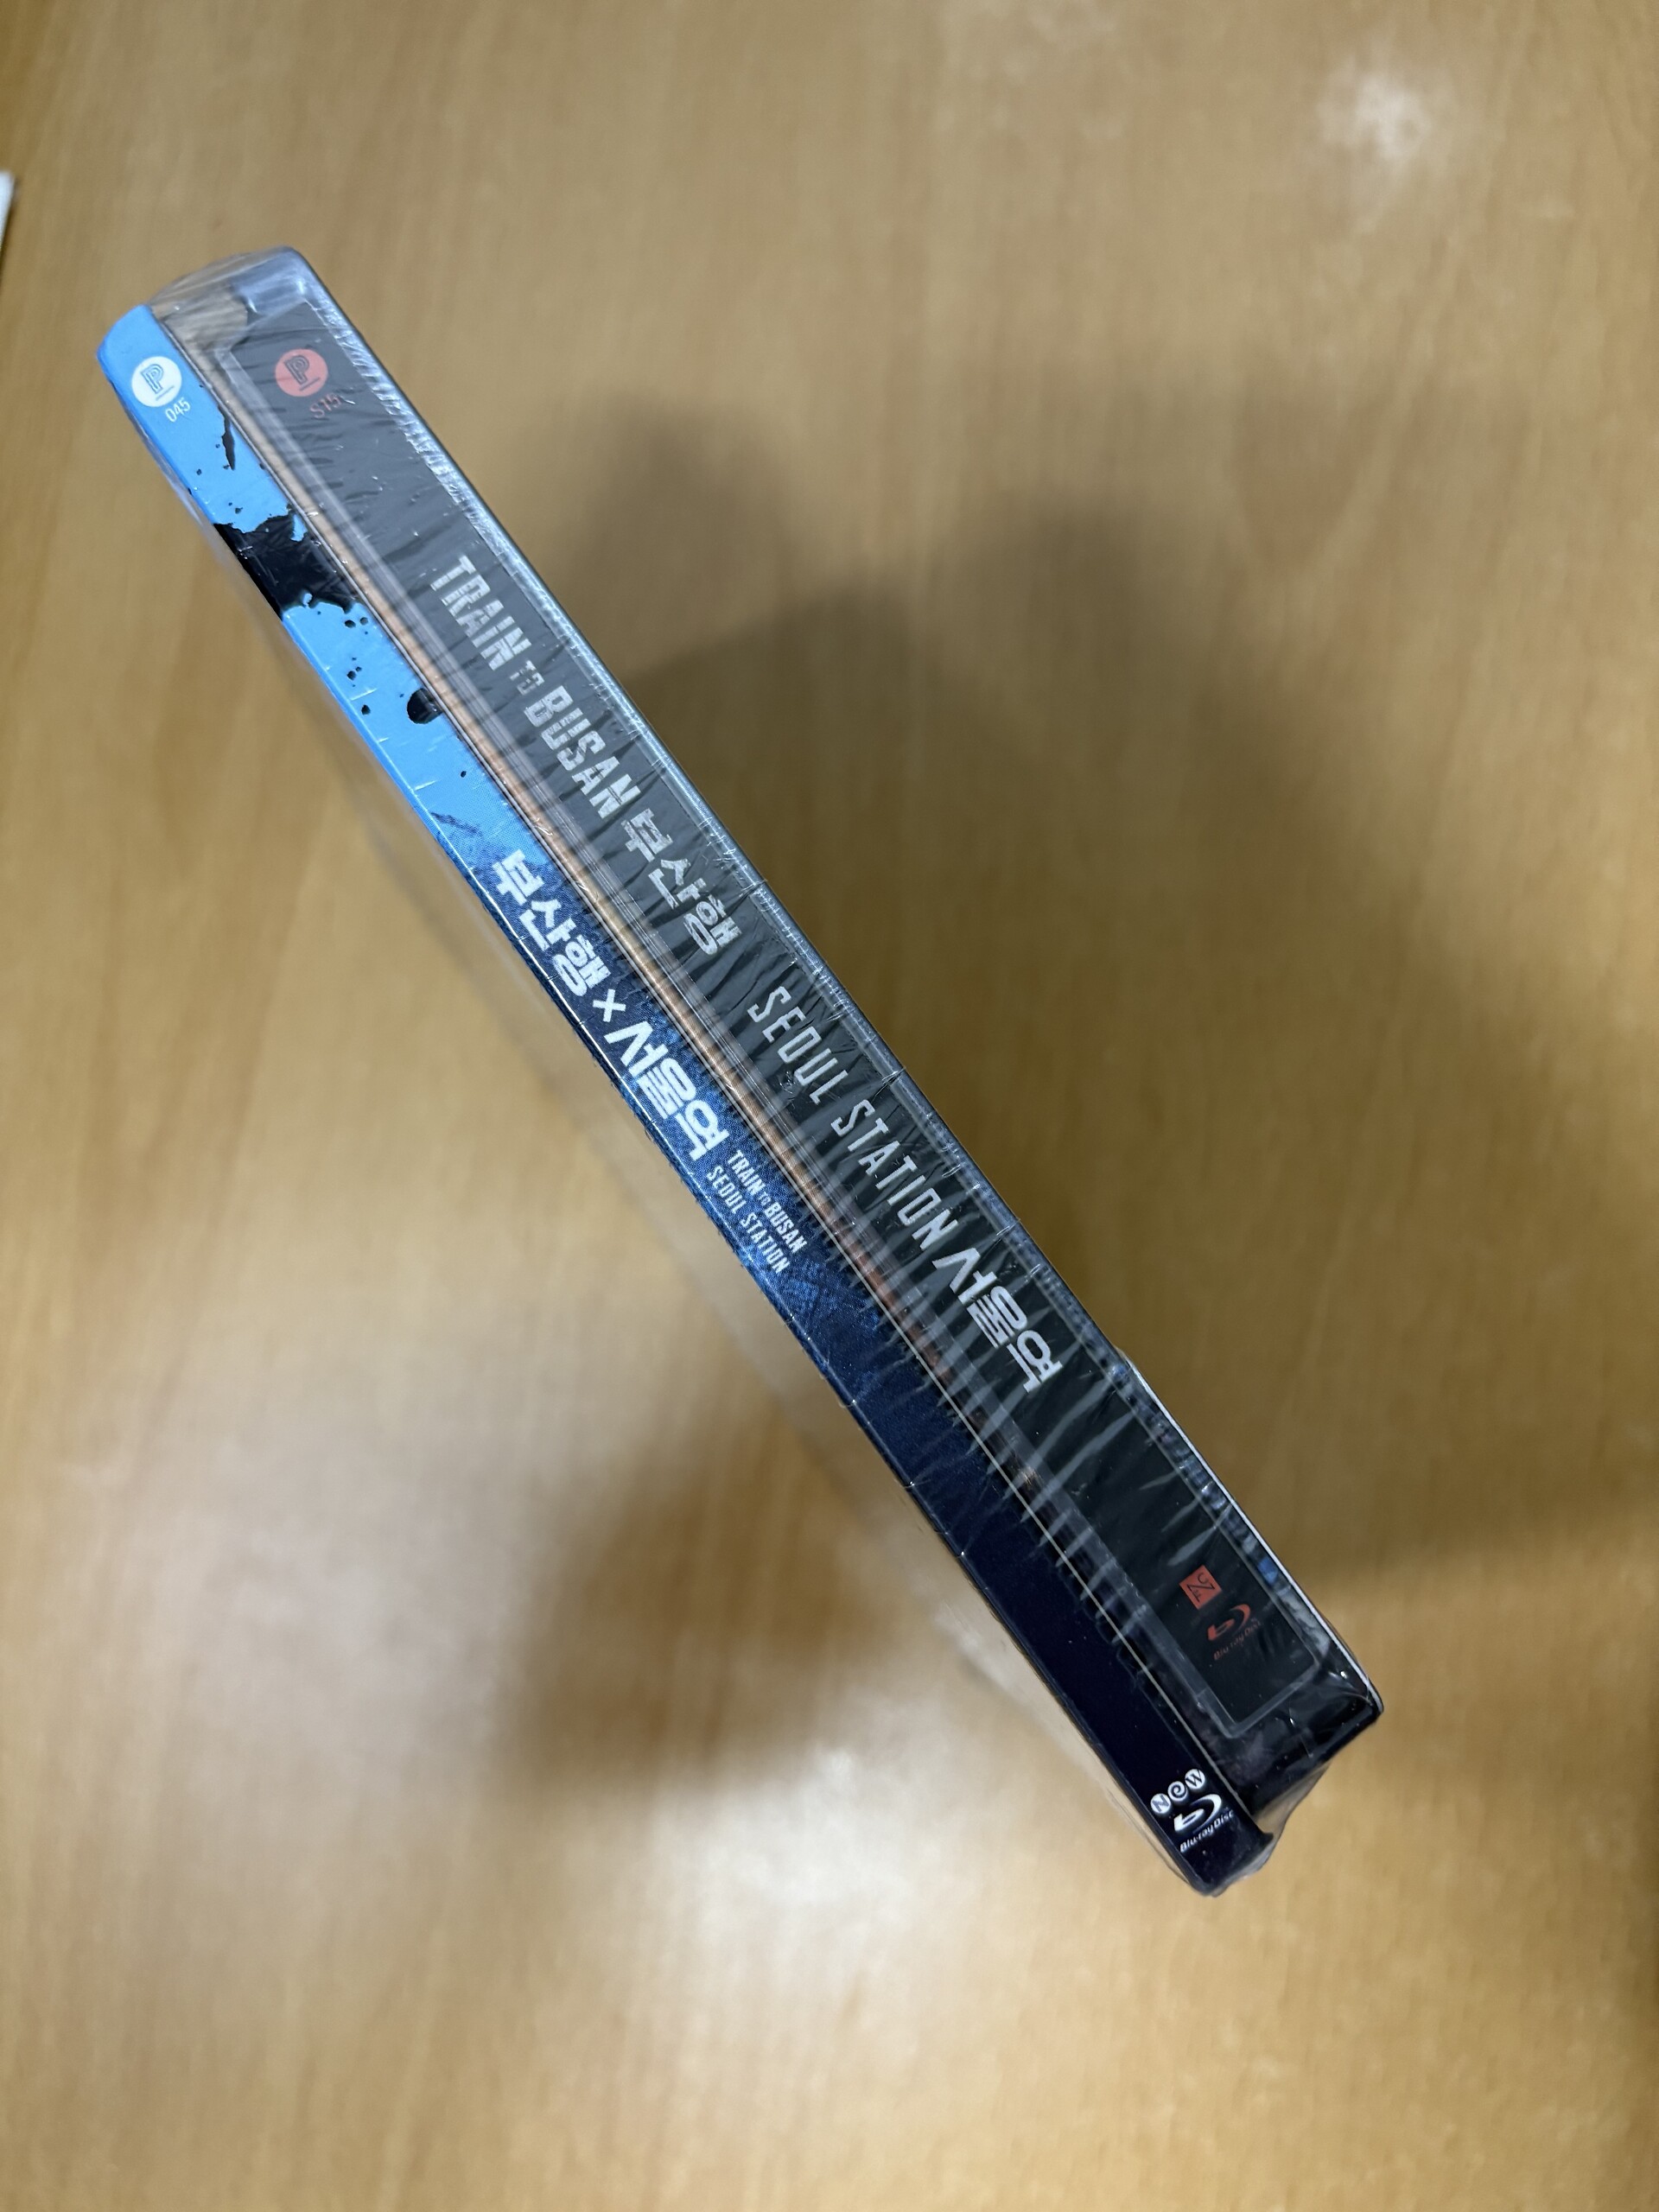 P
045
부산행 × 서울역
TRAIN TO BUSAN
SEOUL STATION
New
Blu-ray Disc
P
S15
TRAIN TO BUSAN 부산행 SEOUL STATION 서울역
Blu-ray Disc